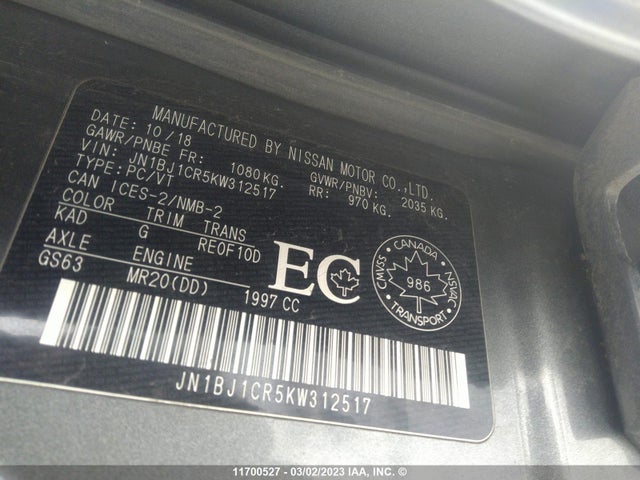 MANUFACTURED BY NISSAN MOTOR CO.,LTD.
DATE: 10/18 GVWR/PNBV: 2035 KG.
GAWR/PNBE FR: 1080 KG. RR: 970 KG.
VIN: JN1BJ1CR5KW312517
TYPE: PC/VT
CAN ICES-2/NMB-2
COLOR TRIM TRANS
KAD G RE0F10D
AXLE ENGINE
GS63 MR20(DD) 1997 CC
EC
CANADA
CMVSS 986 NSVAC
TRANSPORT
JN1BJ1CR5KW312517
11700527 - 03/02/2023 IAA, INC. ©